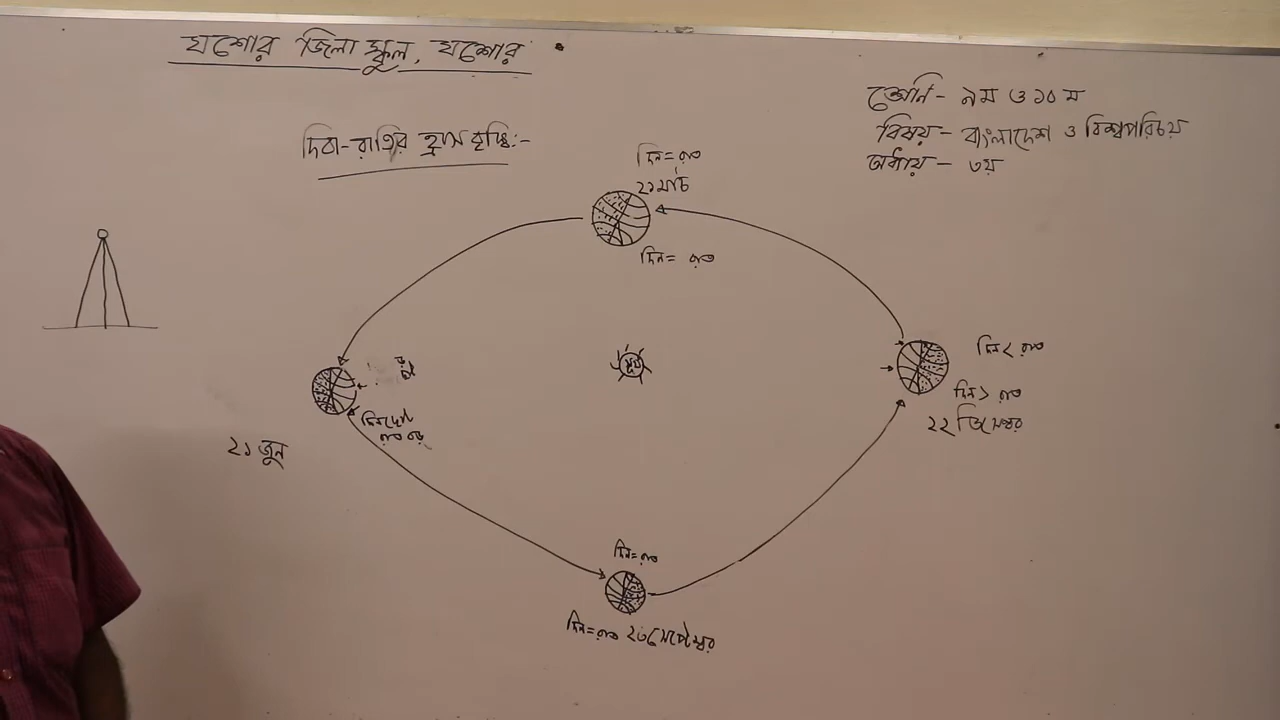 যশোর জিলা স্কুল, যশোর
শ্রেনি - ৯ম ও ১০ম
বিষয় - বাংলাদেশ ও বিশ্বপরিচয়
অধ্যায় - ৩য়
দিবা-রাত্রির হ্রাস বৃদ্ধি:-
দিন = রাত
২১মার্চ
দিন = রাত
সূর্য
দিন < রাত
দিন > রাত
২২ ডিসেম্বর
২১ জুন
দিন = রাত
দিন = রাত ২৩সেপ্টেম্বর